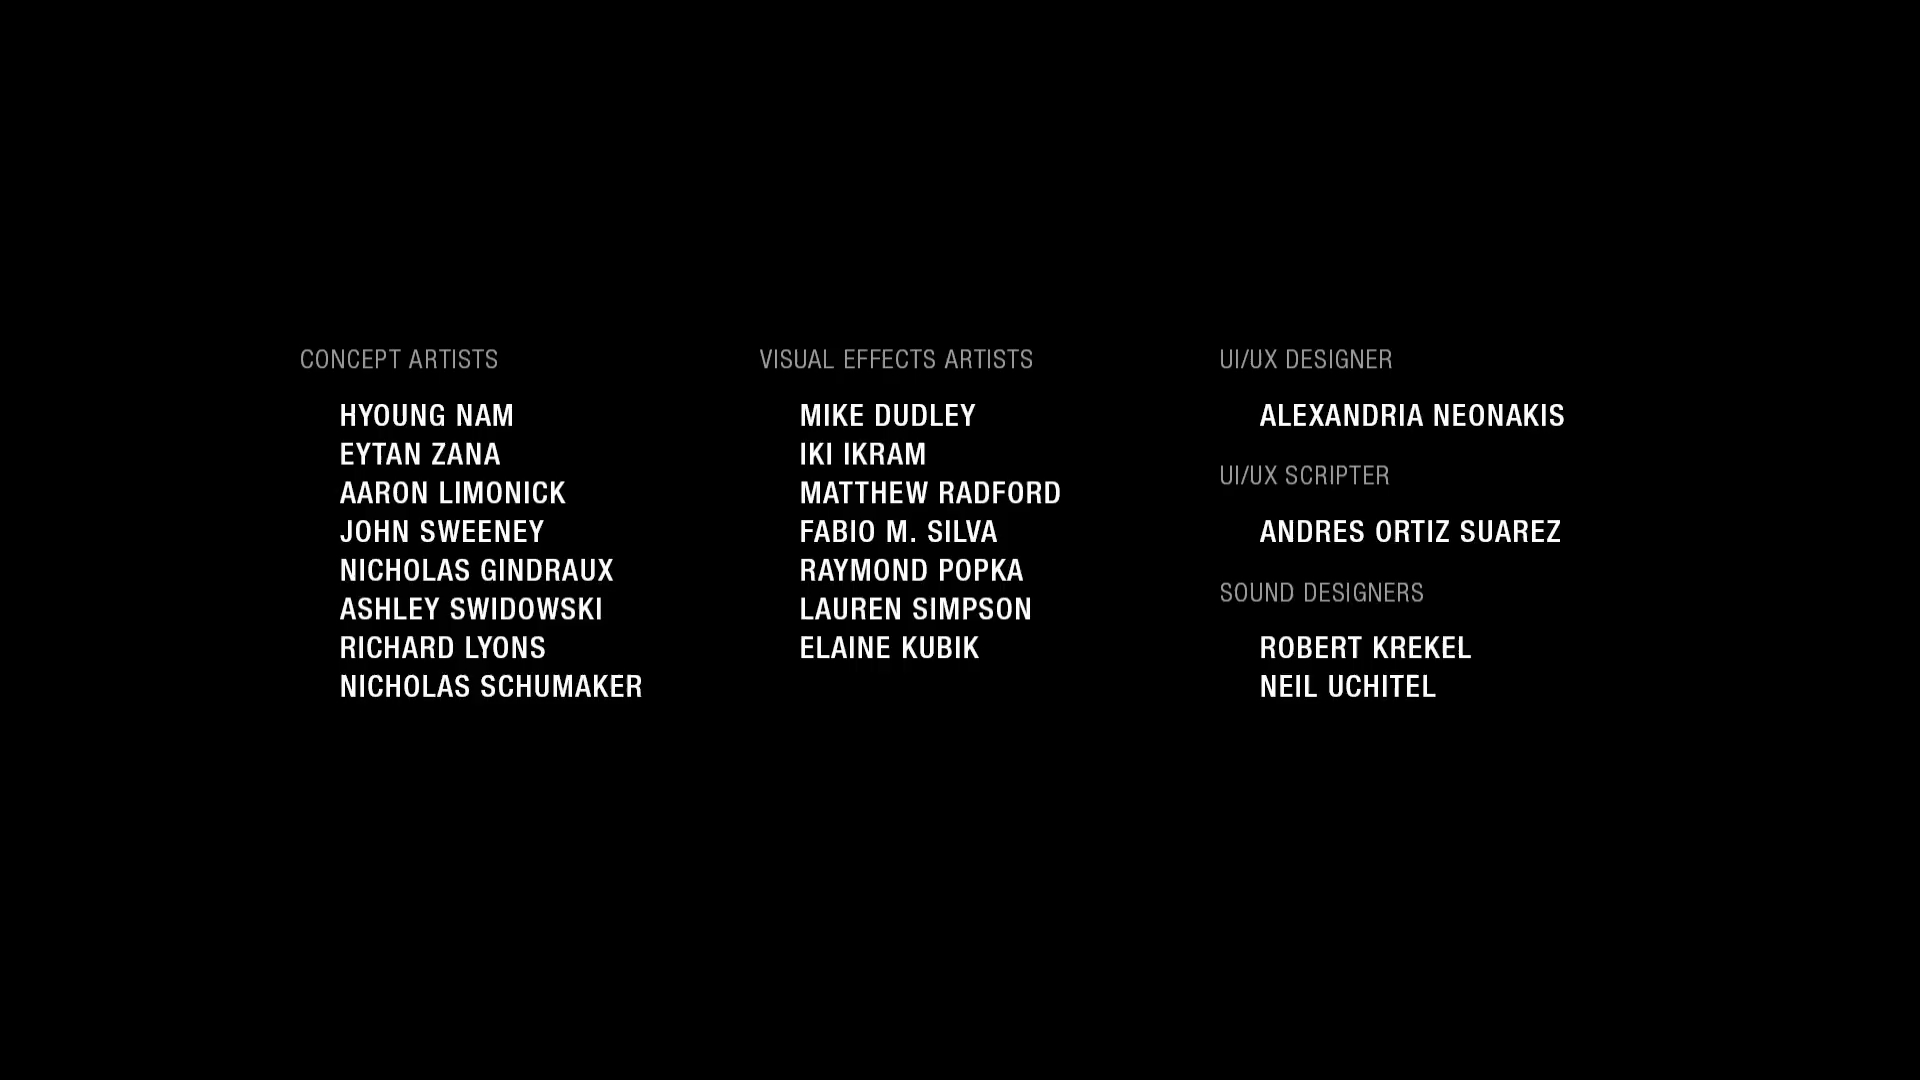 CONCEPT ARTISTS
HYOUNG NAM
EYTAN ZANA
AARON LIMONICK
JOHN SWEENEY
NICHOLAS GINDRAUX
ASHLEY SWIDOWSKI
RICHARD LYONS
NICHOLAS SCHUMAKER
VISUAL EFFECTS ARTISTS
MIKE DUDLEY
IKI IKRAM
MATTHEW RADFORD
FABIO M. SILVA
RAYMOND POPKA
LAUREN SIMPSON
ELAINE KUBIK
UI/UX DESIGNER
ALEXANDRIA NEONAKIS
UI/UX SCRIPTER
ANDRES ORTIZ SUAREZ
SOUND DESIGNERS
ROBERT KREKEL
NEIL UCHITEL